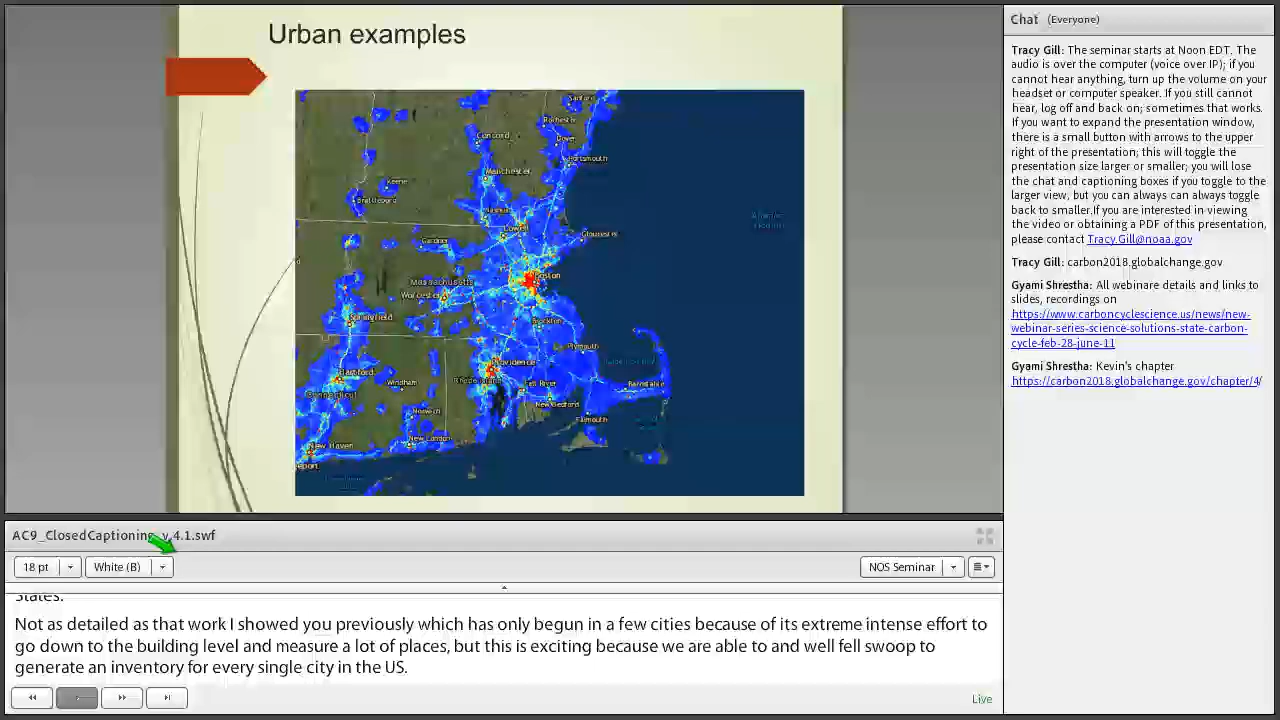 Urban examples
Sanford
Rochester
Concord
Dover
Portsmouth
Manchester
Keene
Brattleboro
Nashua
Lowell
Gloucester
Gardner
Boston
Massachusetts
Worcester
Springfield
Brockton
Plymouth
Providence
Hartford
Rhode Island
Windham
Fall River
Barnstable
Connecticut
New Bedford
Norwich
Falmouth
New London
New Haven
eport
Chat (Everyone)
Tracy Gill: The seminar starts at Noon EDT. The
audio is over the computer (voice over IP); if you
cannot hear anything, turn up the volume on your
headset or computer speaker. If you still cannot
hear, log off and back on; sometimes that works.
If you want to expand the presentation window,
there is a small button with arrows to the upper
right of the presentation; this will toggle the
presentation size larger or smaller; you will lose
the chat and captioning boxes if you toggle to the
larger view, but you can always can always toggle
back to smaller.If you are interested in viewing
the video or obtaining a PDF of this presentation,
please contact Tracy.Gill@noaa.gov
Tracy Gill: carbon2018.globalchange.gov
Gyami Shrestha: All webinare details and links to
slides, recordings on
https://www.carboncyclescience.us/news/new-
webinar-series-science-solutions-state-carbon-
cycle-feb-28-june-11
Gyami Shrestha: Kevin's chapter
https://carbon2018.globalchange.gov/chapter/4/
AC9_ClosedCaptioning_v.4.1.swf
18 pt White (B) NOS Seminar
States.
Not as detailed as that work I showed you previously which has only begun in a few cities because of its extreme intense effort to
go down to the building level and measure a lot of places, but this is exciting because we are able to and well fell swoop to
generate an inventory for every single city in the US.
Live